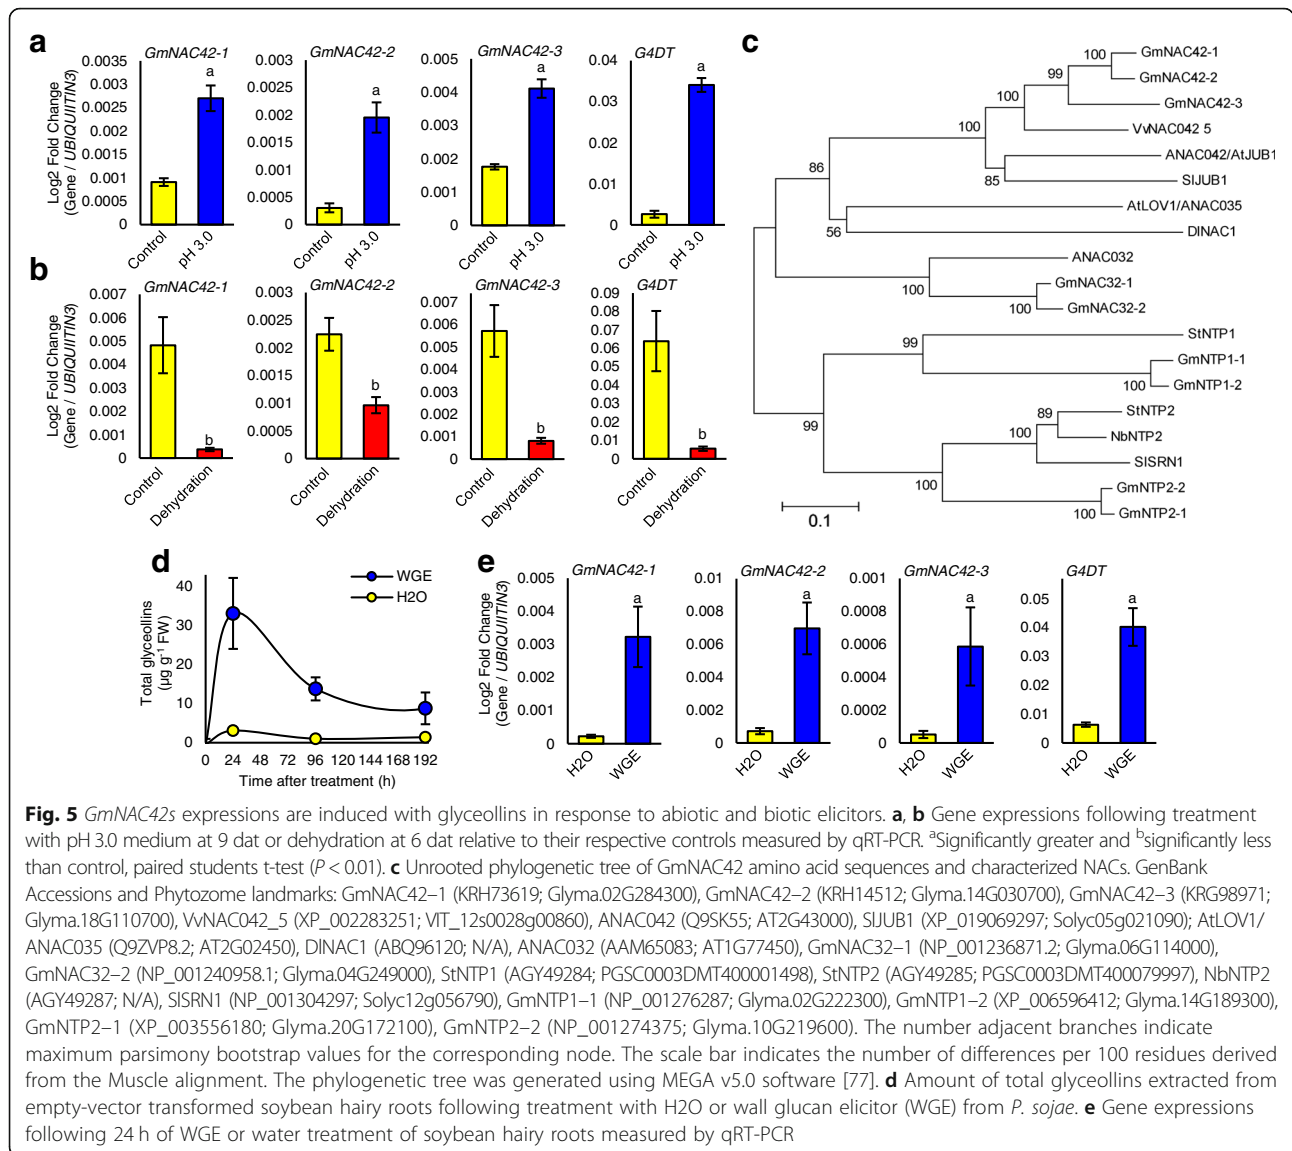 a
GmNAC42-1
GmNAC42-2
GmNAC42-3
G4DT
Log2 Fold Change
(Gene / UBIQUIITIN3)
0.0035
0.003
0.0025
0.002
0.0015
0.001
0.0005
0
a
Control
pH 3.0
0.003
0.0025
0.002
0.0015
0.001
0.0005
0
a
Control
pH 3.0
0.005
0.004
0.003
0.002
0.001
0
a
Control
pH 3.0
0.04
0.03
0.02
0.01
0
a
Control
pH 3.0
b
GmNAC42-1
GmNAC42-2
GmNAC42-3
G4DT
Log2 Fold Change
(Gene / UBIQUIITIN3)
0.007
0.006
0.005
0.004
0.003
0.002
0.001
0
b
Control
Dehydration
0.003
0.0025
0.002
0.0015
0.001
0.0005
0
b
Control
Dehydration
0.007
0.006
0.005
0.004
0.003
0.002
0.001
0
b
Control
Dehydration
0.09
0.08
0.07
0.06
0.05
0.04
0.03
0.02
0.01
0
b
Control
Dehydration
c
GmNAC42-1
100
GmNAC42-2
99
GmNAC42-3
100
VvNAC042 5
100
ANAC042/AtJUB1
85
SlJUB1
86
AtLOV1/ANAC035
56
DlNAC1
ANAC032
100
GmNAC32-1
100
GmNAC32-2
StNTP1
99
GmNTP1-1
100
GmNTP1-2
99
StNTP2
89
NbNTP2
100
SlSRN1
100
GmNTP2-2
100
GmNTP2-1
0.1
d
WGE
H2O
Total glyceollins
(µg g-1 FW)
40
30
20
10
0
0 24 48 72 96 120 144 168 192
Time after treatment (h)
e
GmNAC42-1
GmNAC42-2
GmNAC42-3
G4DT
Log2 Fold Change
(Gene / UBIQUIITIN3)
0.005
0.004
0.003
0.002
0.001
0
a
H2O
WGE
0.01
0.008
0.006
0.004
0.002
0
a
H2O
WGE
0.001
0.0008
0.0006
0.0004
0.0002
0
a
H2O
WGE
0.05
0.04
0.03
0.02
0.01
0
a
H2O
WGE
Fig. 5 GmNAC42s expressions are induced with glyceollins in response to abiotic and biotic elicitors. a, b Gene expressions following treatment
with pH 3.0 medium at 9 dat or dehydration at 6 dat relative to their respective controls measured by qRT-PCR. aSignificantly greater and bsignificantly less
than control, paired students t-test (P < 0.01). c Unrooted phylogenetic tree of GmNAC42 amino acid sequences and characterized NACs. GenBank
Accessions and Phytozome landmarks: GmNAC42–1 (KRH73619; Glyma.02G284300), GmNAC42–2 (KRH14512; Glyma.14G030700), GmNAC42–3 (KRG98971;
Glyma.18G110700), VvNAC042_5 (XP_002283251; VIT_12s0028g00860), ANAC042 (Q9SK55; AT2G43000), SlJUB1 (XP_019069297; Solyc05g021090); AtLOV1/
ANAC035 (Q9ZVP8.2; AT2G02450), DlNAC1 (ABQ96120; N/A), ANAC032 (AAM65083; AT1G77450), GmNAC32–1 (NP_001236871.2; Glyma.06G114000),
GmNAC32–2 (NP_001240958.1; Glyma.04G249000), StNTP1 (AGY49284; PGSC0003DMT400001498), StNTP2 (AGY49285; PGSC0003DMT400079997), NbNTP2
(AGY49287; N/A), SlSRN1 (NP_001304297; Solyc12g056790), GmNTP1–1 (NP_001276287; Glyma.02G222300), GmNTP1–2 (XP_006596412; Glyma.14G189300),
GmNTP2–1 (XP_003556180; Glyma.20G172100), GmNTP2–2 (NP_001274375; Glyma.10G219600). The number adjacent branches indicate
maximum parsimony bootstrap values for the corresponding node. The scale bar indicates the number of differences per 100 residues derived
from the Muscle alignment. The phylogenetic tree was generated using MEGA v5.0 software [77]. d Amount of total glyceollins extracted from
empty-vector transformed soybean hairy roots following treatment with H2O or wall glucan elicitor (WGE) from P. sojae. e Gene expressions
following 24 h of WGE or water treatment of soybean hairy roots measured by qRT-PCR